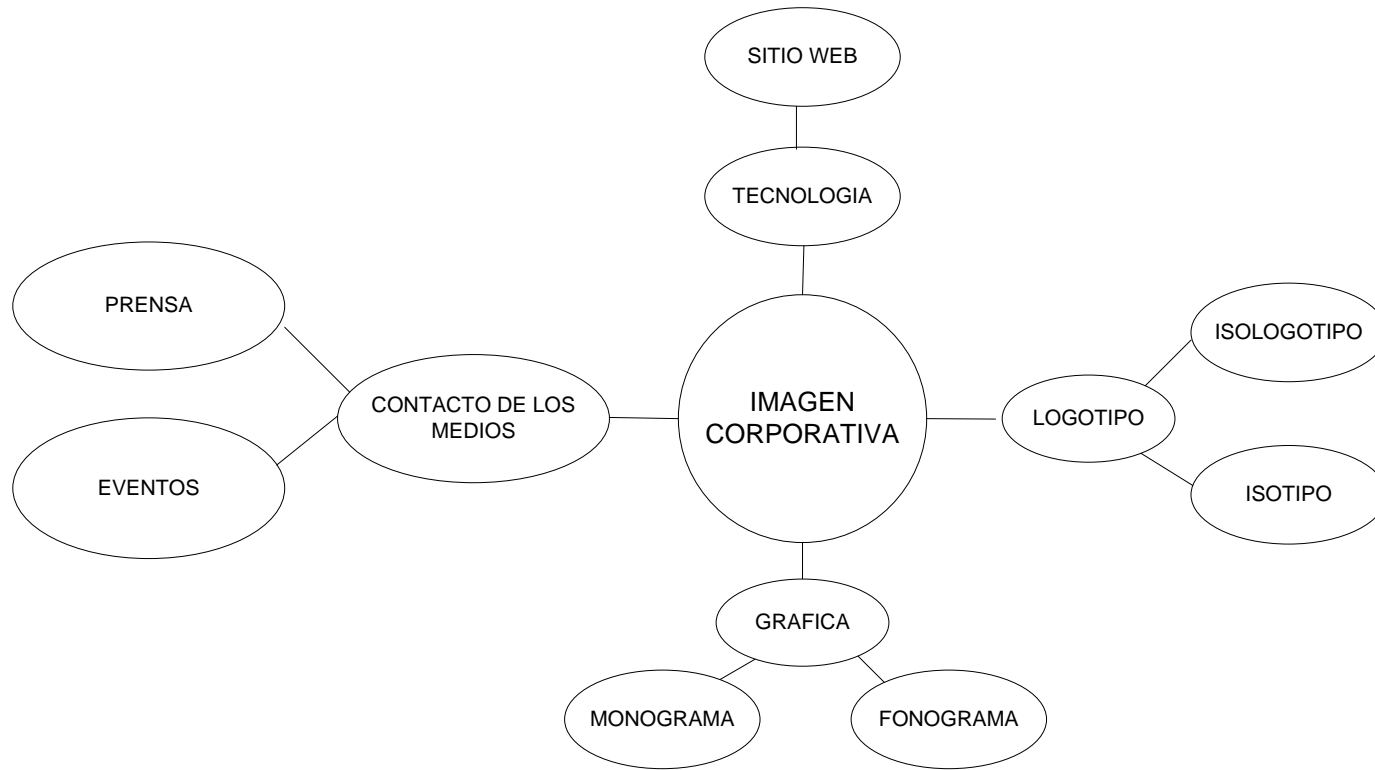 SITIO WEB
TECNOLOGIA
PRENSA
EVENTOS
CONTACTO DE LOS
MEDIOS
IMAGEN
CORPORATIVA
LOGOTIPO
ISOLOGOTIPO
ISOTIPO
GRAFICA
MONOGRAMA
FONOGRAMA